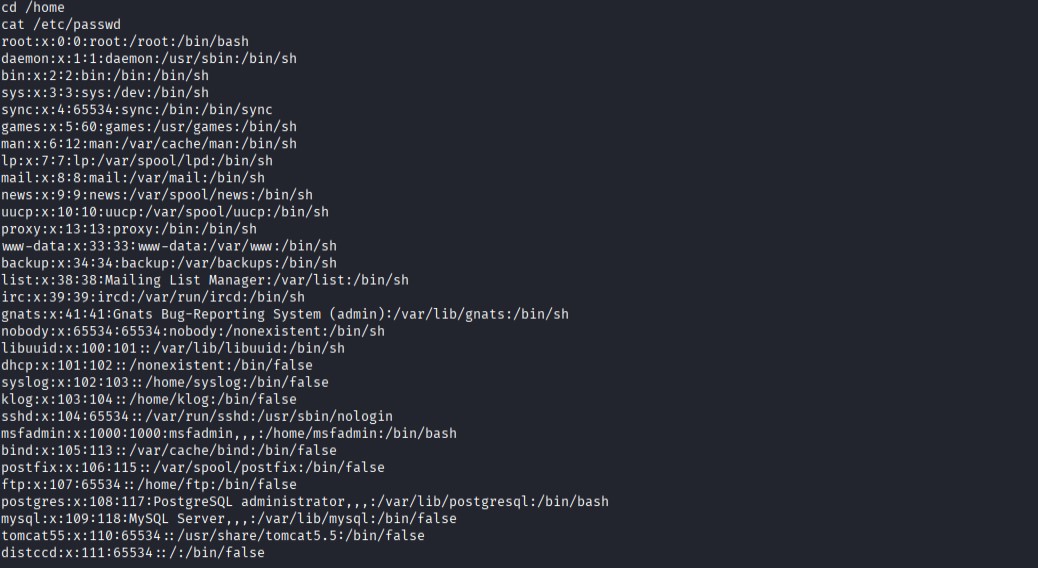 cd /home
cat /etc/passwd
root:x:0:0:root:/root:/bin/bash
daemon:x:1:1:daemon:/usr/sbin:/bin/sh
bin:x:2:2:bin:/bin:/bin/sh
sys:x:3:3:sys:/dev:/bin/sh
sync:x:4:65534:sync:/bin:/bin/sync
games:x:5:60:games:/usr/games:/bin/sh
man:x:6:12:man:/var/cache/man:/bin/sh
lp:x:7:7:lp:/var/spool/lpd:/bin/sh
mail:x:8:8:mail:/var/mail:/bin/sh
news:x:9:9:news:/var/spool/news:/bin/sh
uucp:x:10:10:uucp:/var/spool/uucp:/bin/sh
proxy:x:13:13:proxy:/bin:/bin/sh
www-data:x:33:33:www-data:/var/www:/bin/sh
backup:x:34:34:backup:/var/backups:/bin/sh
list:x:38:38:Mailing List Manager:/var/list:/bin/sh
irc:x:39:39:ircd:/var/run/ircd:/bin/sh
gnats:x:41:41:Gnats Bug-Reporting System (admin):/var/lib/gnats:/bin/sh
nobody:x:65534:65534:nobody:/nonexistent:/bin/sh
libuuid:x:100:101::/var/lib/libuuid:/bin/sh
dhcp:x:101:102::/nonexistent:/bin/false
syslog:x:102:103::/home/syslog:/bin/false
klog:x:103:104::/home/klog:/bin/false
sshd:x:104:65534::/var/run/sshd:/usr/sbin/nologin
msfadmin:x:1000:1000:msfadmin,,,:/home/msfadmin:/bin/bash
bind:x:105:113::/var/cache/bind:/bin/false
postfix:x:106:115::/var/spool/postfix:/bin/false
ftp:x:107:65534::/home/ftp:/bin/false
postgres:x:108:117:PostgreSQL administrator,,,:/var/lib/postgresql:/bin/bash
mysql:x:109:118:MySQL Server,,,:/var/lib/mysql:/bin/false
tomcat55:x:110:65534::/usr/share/tomcat5.5:/bin/false
distccd:x:111:65534::/:/bin/false